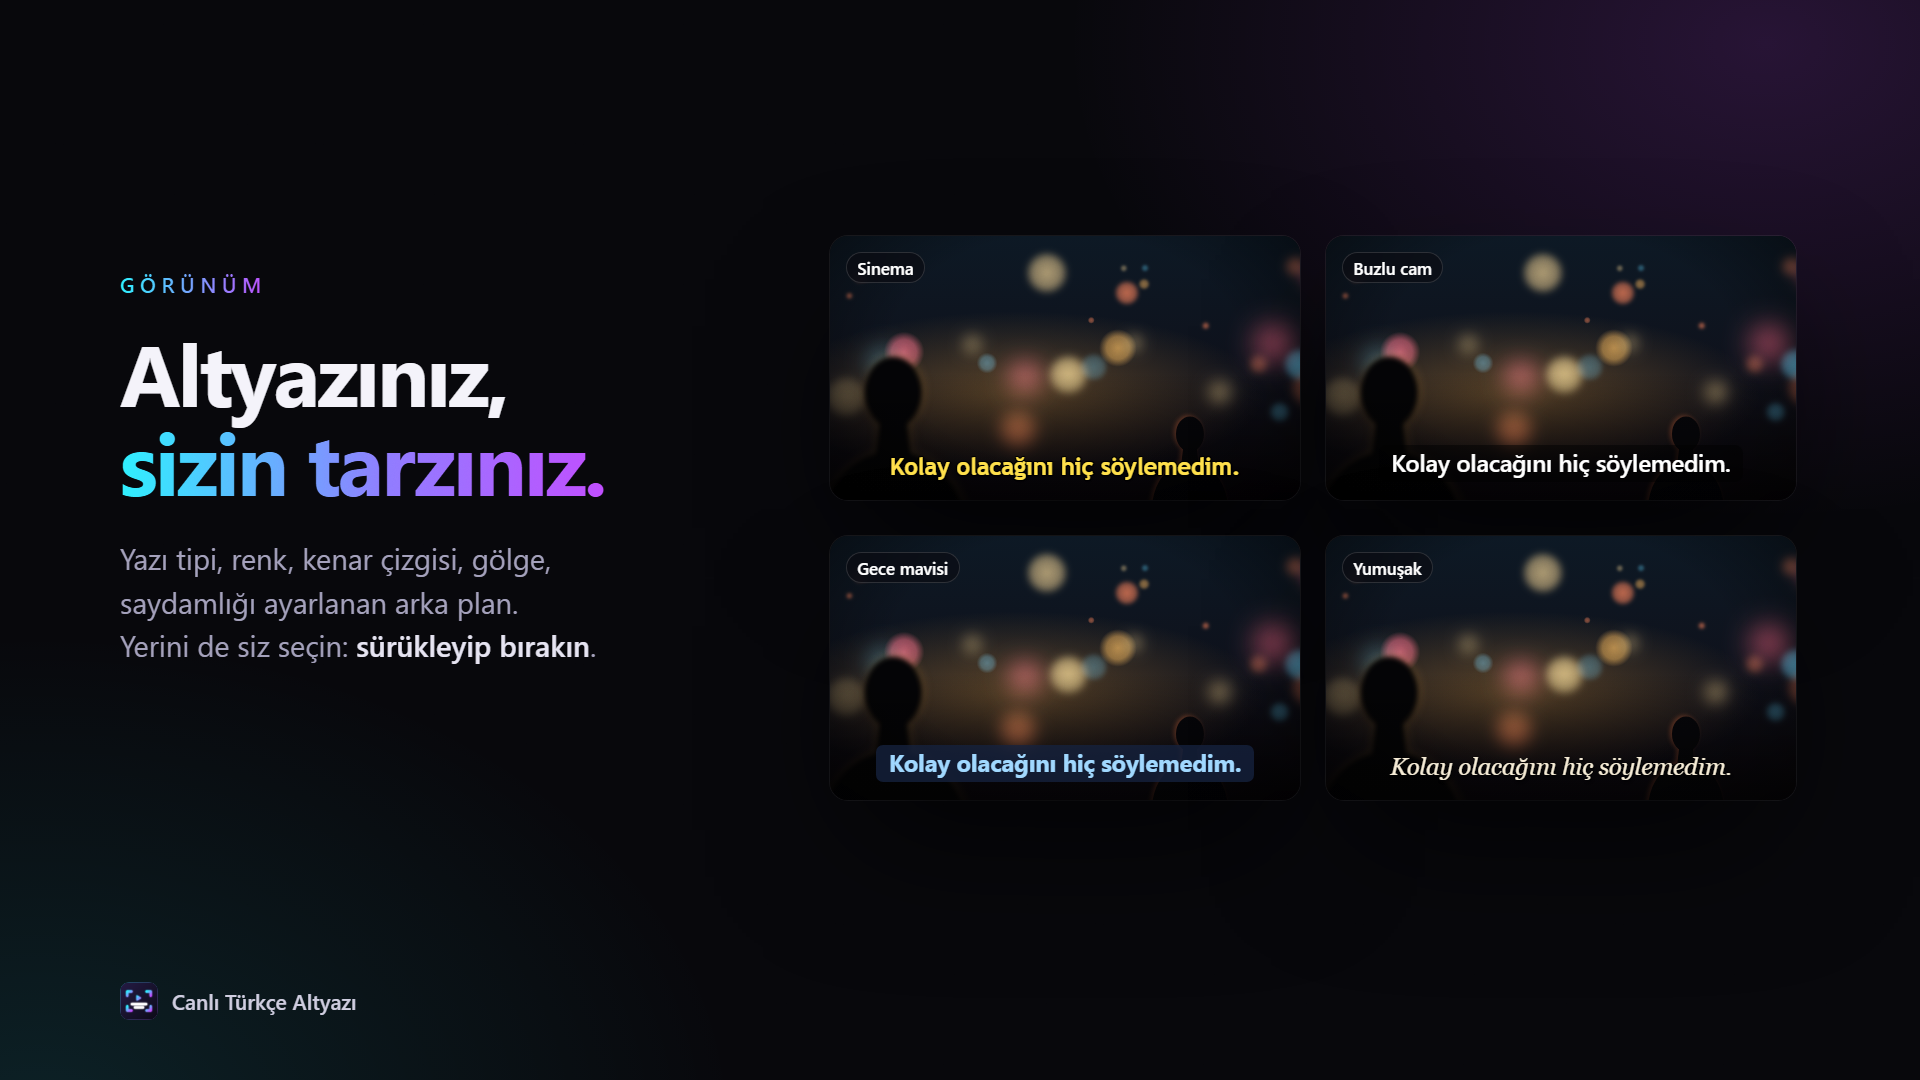 GÖRÜNÜM
Altyazınız,
sizin tarzınız.
Yazı tipi, renk, kenar çizgisi, gölge,
saydamlığı ayarlanan arka plan.
Yerini de siz seçin: sürükleyip bırakın.
Sinema
Kolay olacağını hiç söylemedim.
Buzlu cam
Kolay olacağını hiç söylemedim.
Gece mavisi
Kolay olacağını hiç söylemedim.
Yumuşak
Kolay olacağını hiç söylemedim.
Canlı Türkçe Altyazı